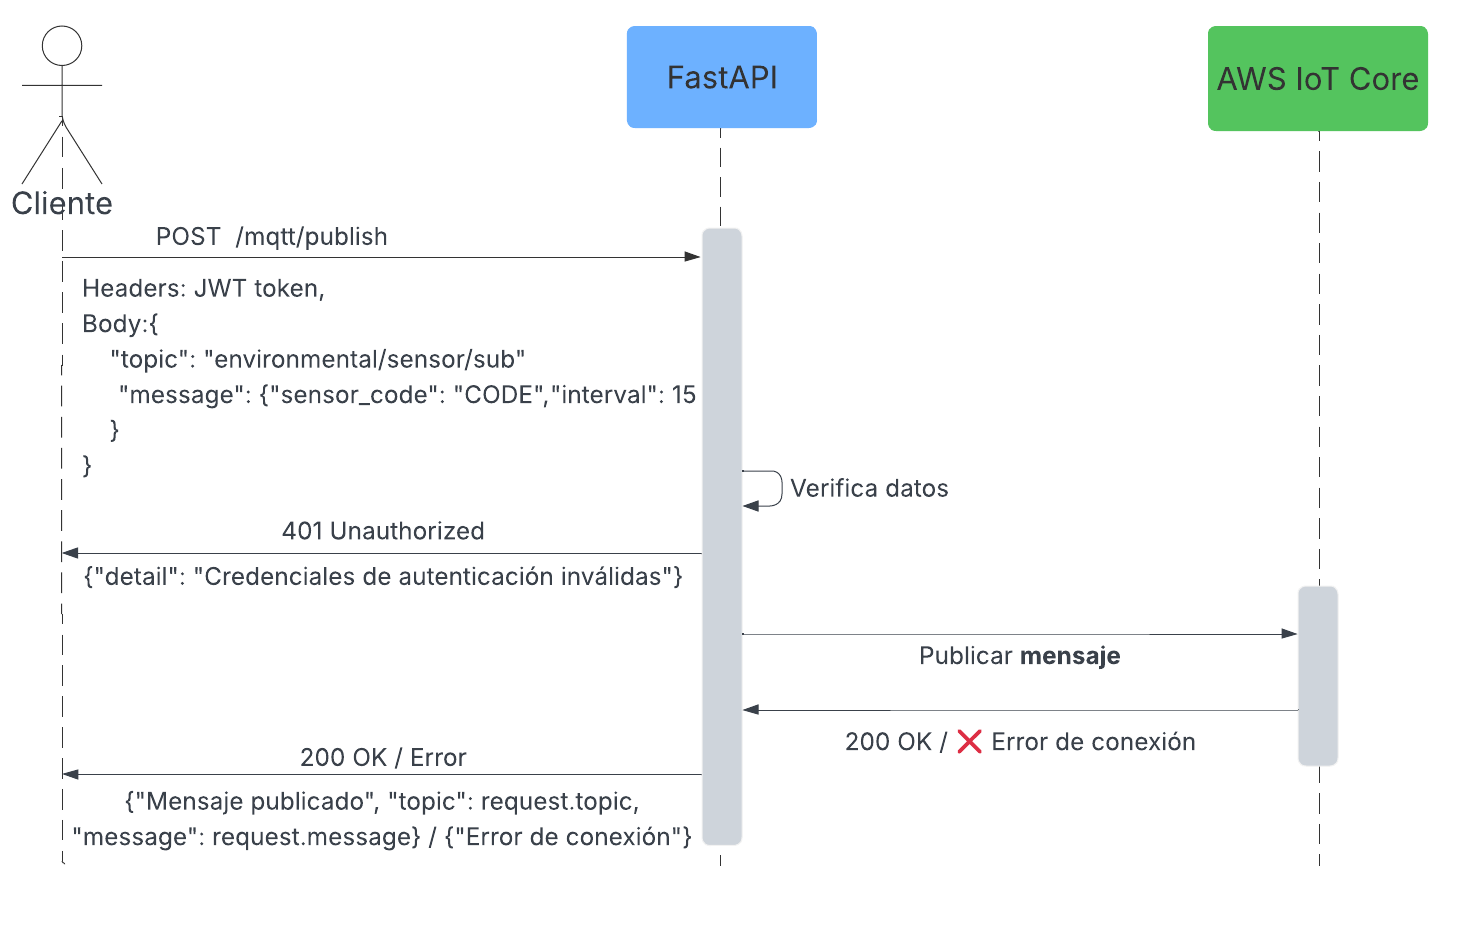 FastAPI
AWS IoT Core
Cliente
POST  /mqtt/publish
Headers: JWT token,
Body:{
"topic": "environmental/sensor/sub"
"message": {"sensor_code": "CODE","interval": 15
}
}
Verifica datos
401 Unauthorized
{"detail": "Credenciales de autenticación inválidas"}
Publicar mensaje
200 OK / ❌ Error de conexión
200 OK / Error
{"Mensaje publicado", "topic": request.topic,
"message": request.message} / {"Error de conexión"}